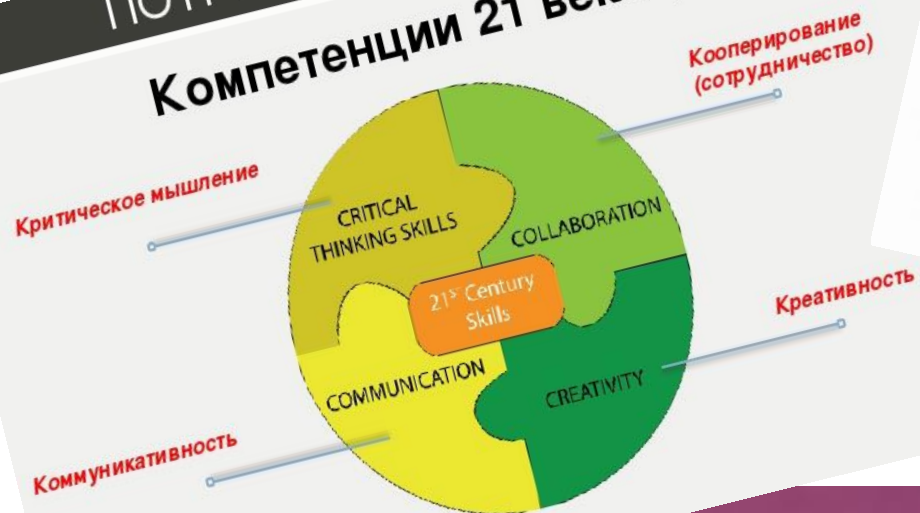 Компетенции 21
Кооперирование
(сотрудничество)
Критическое мышление
CRITICAL
THINKING SKILLS
COLLABORATION
21st Century
Skills
Креативность
COMMUNICATION
CREATIVITY
Коммуникативность